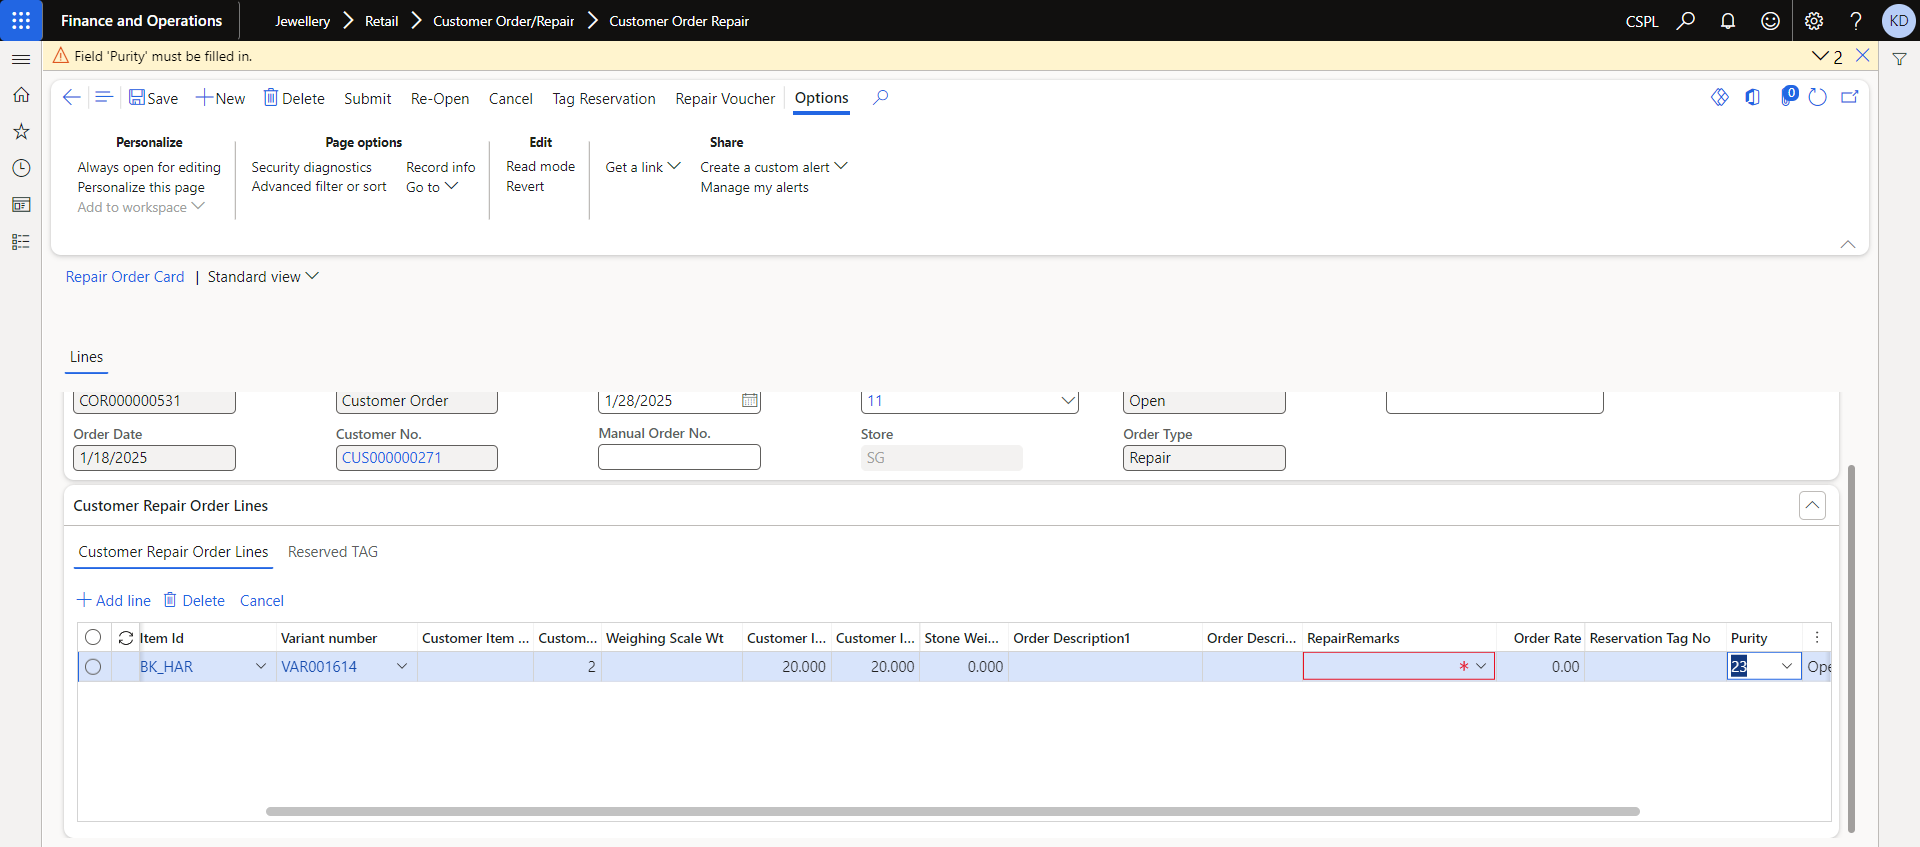 Finance and Operations
Jewellery > Retail > Customer Order/Repair > Customer Order Repair
CSPL
KD
Field 'Purity' must be filled in.
2
Save New Delete Submit Re-Open Cancel Tag Reservation Repair Voucher Options
0
Personalize
Always open for editing
Personalize this page
Add to workspace
Page options
Security diagnostics
Advanced filter or sort
Record info
Go to
Edit
Read mode
Revert
Share
Get a link
Create a custom alert
Manage my alerts
Repair Order Card | Standard view
Lines
COR000000531 Customer Order 1/28/2025 11 Open
Order Date Customer No. Manual Order No. Store Order Type
1/18/2025 CUS000000271 SG Repair
Customer Repair Order Lines
Customer Repair Order Lines Reserved TAG
Add line Delete Cancel
Item Id Variant number Customer Item ... Custom... Weighing Scale Wt Customer I... Customer I... Stone Wei... Order Description1 Order Descri... RepairRemarks Order Rate Reservation Tag No Purity
BK_HAR VAR001614 2 20.000 20.000 0.000 * 0.00 23 Ope